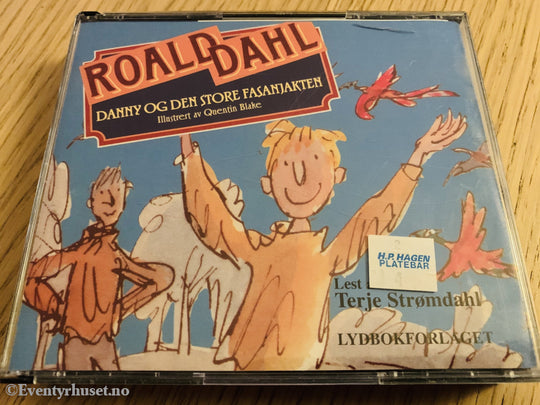 ROALD DAHL
DANNY OG DEN STORE FASANJAKTEN
Illustrert av Quentin Blake
H.P. HAGEN
PLATEBAR
Lest
Terje Strømdahl
LYDBOKFORLAGET
©Eventyrhuset.no